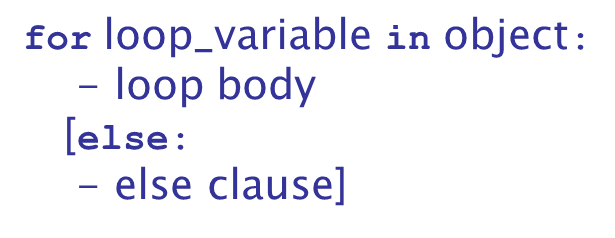 for loop_variable in object:
– loop body
[else:
– else clause]